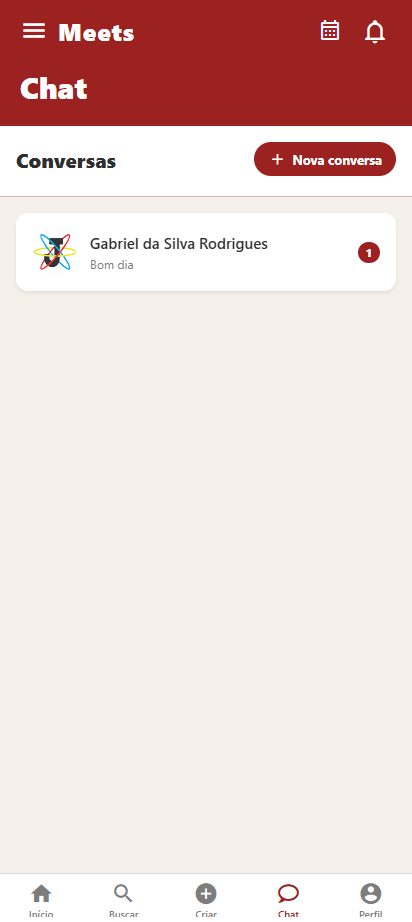 Meets
Chat
Conversas
+ Nova conversa
Gabriel da Silva Rodrigues
Bom dia
1
Início
Buscar
Criar
Chat
Perfil